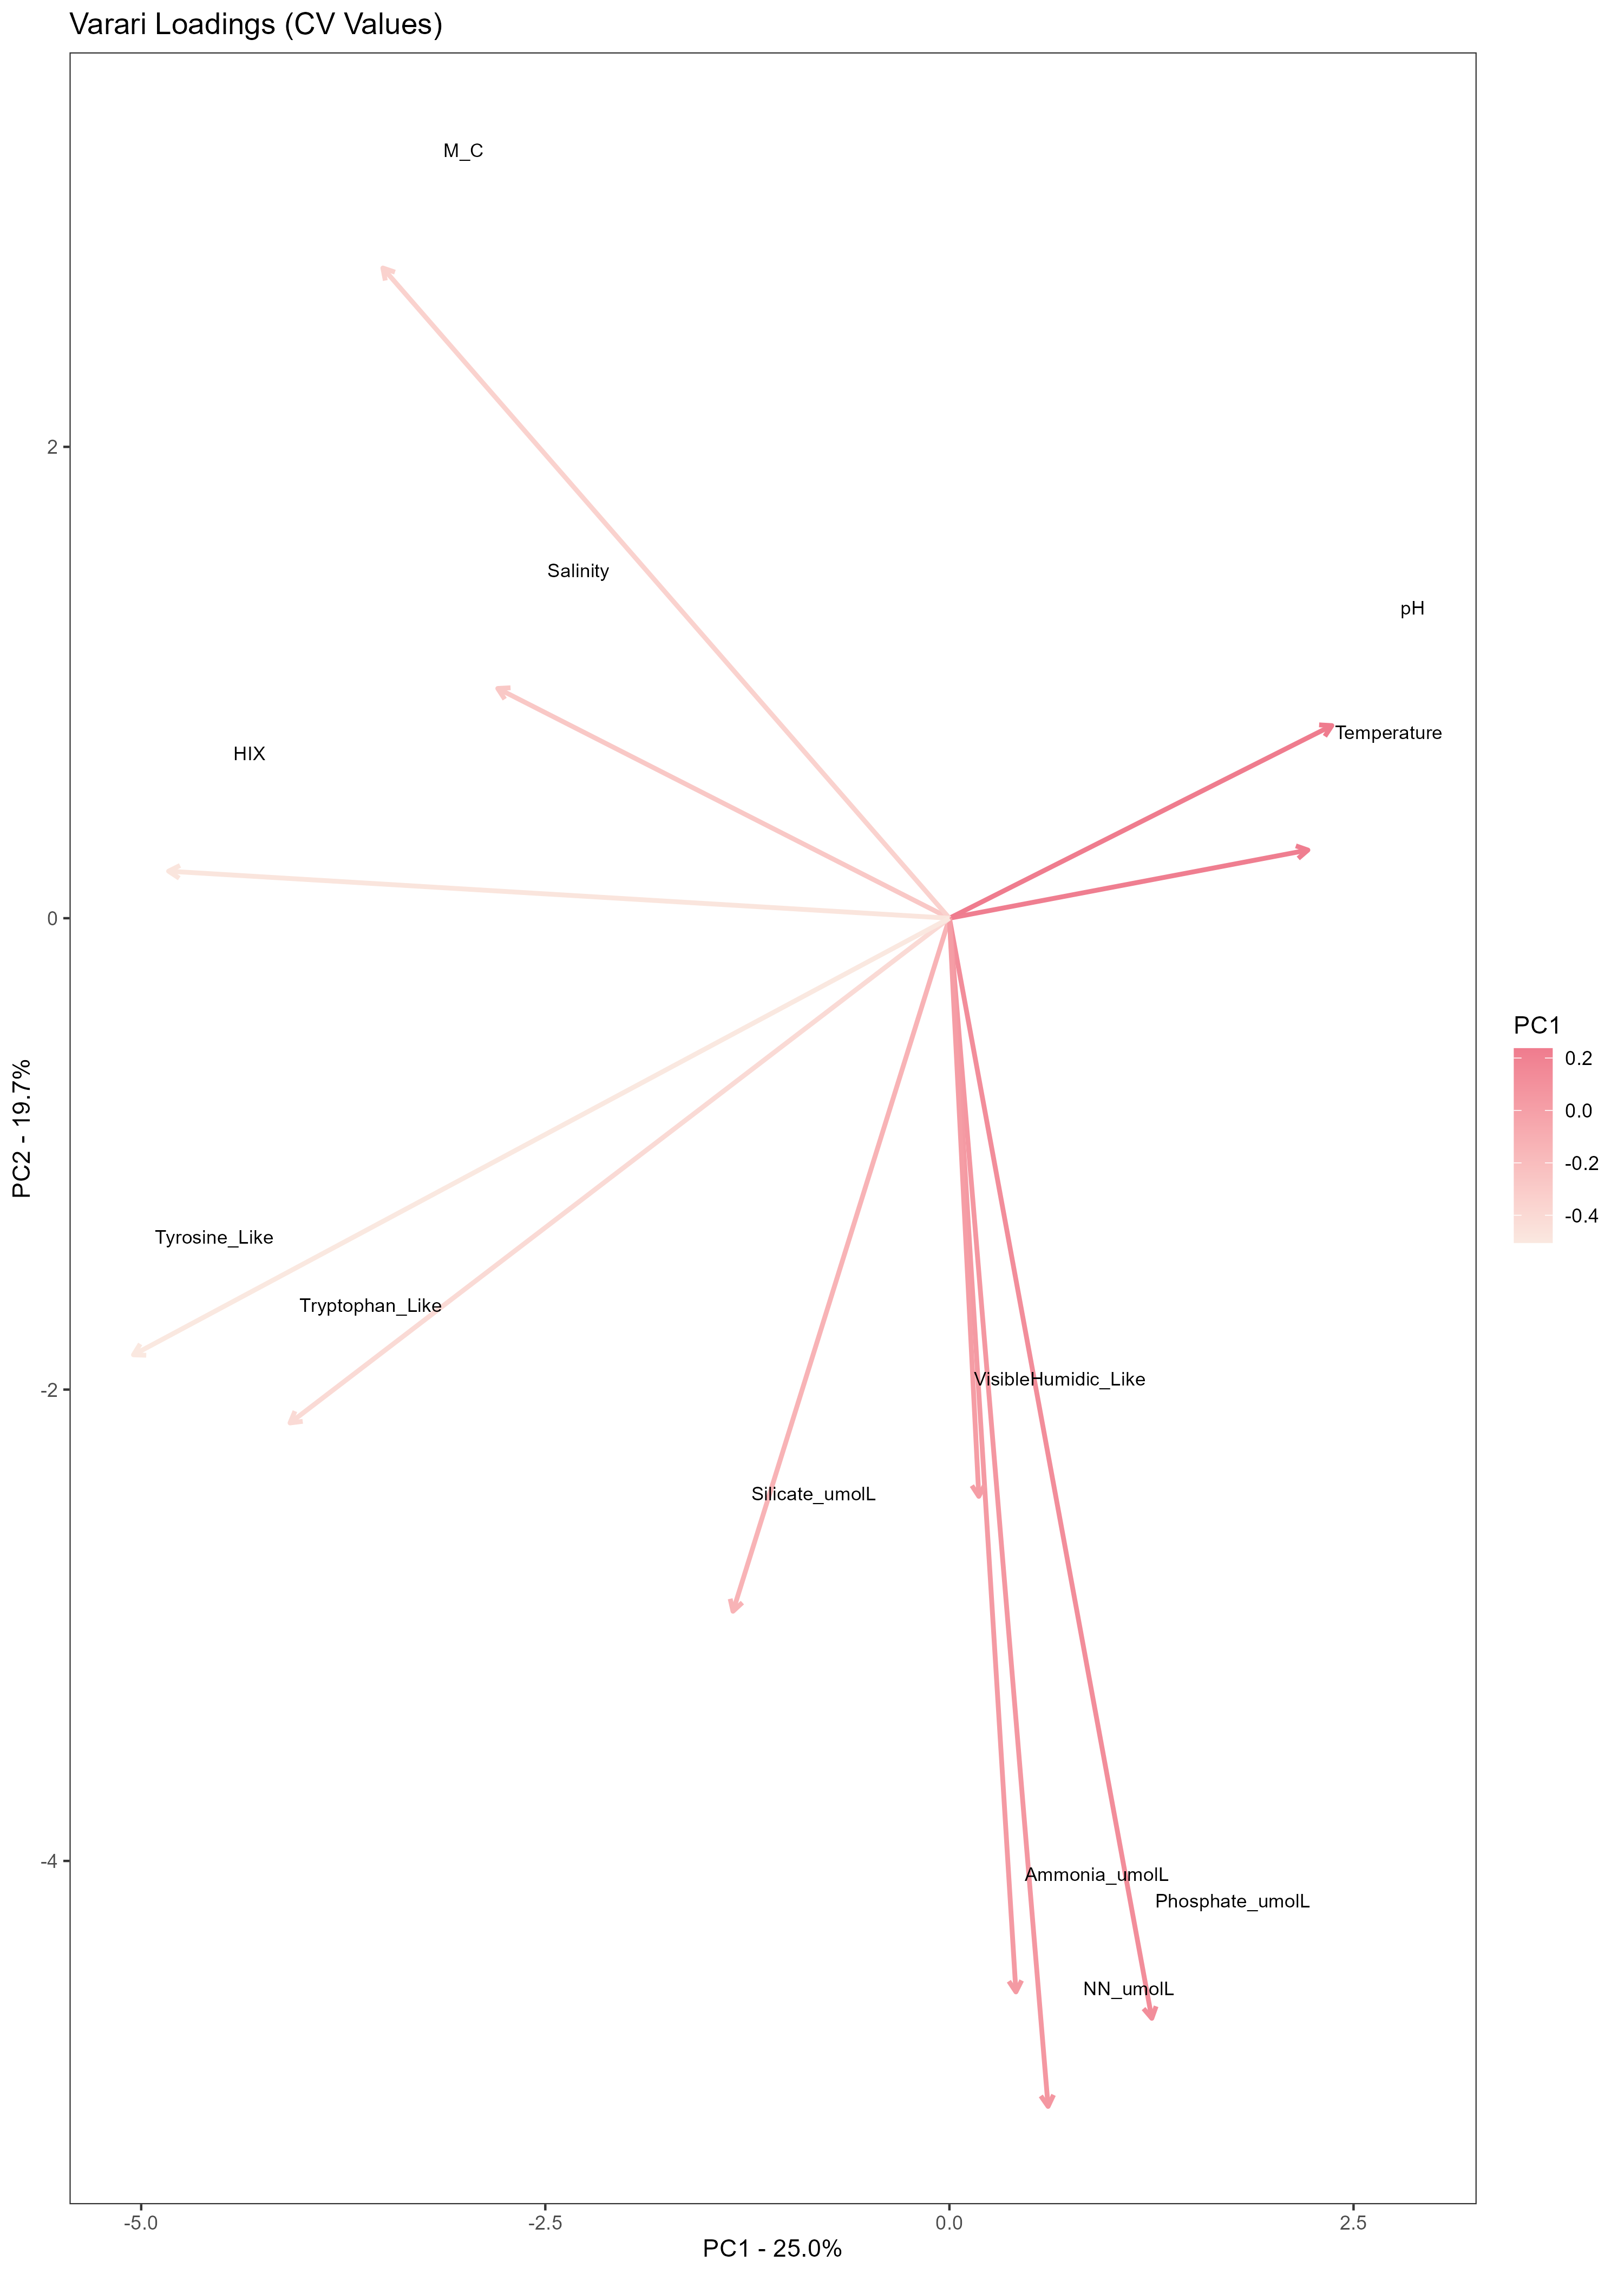 Varari Loadings (CV Values)
M_C
2
Salinity
pH
Temperature
HIX
0
PC1
0.2
0.0
-0.2
-0.4
PC2 - 19.7%
Tyrosine_Like
Tryptophan_Like
VisibleHumidic_Like
-2
Silicate_umolL
-4
Ammonia_umolL
Phosphate_umolL
NN_umolL
-5.0
-2.5
0.0
2.5
PC1 - 25.0%